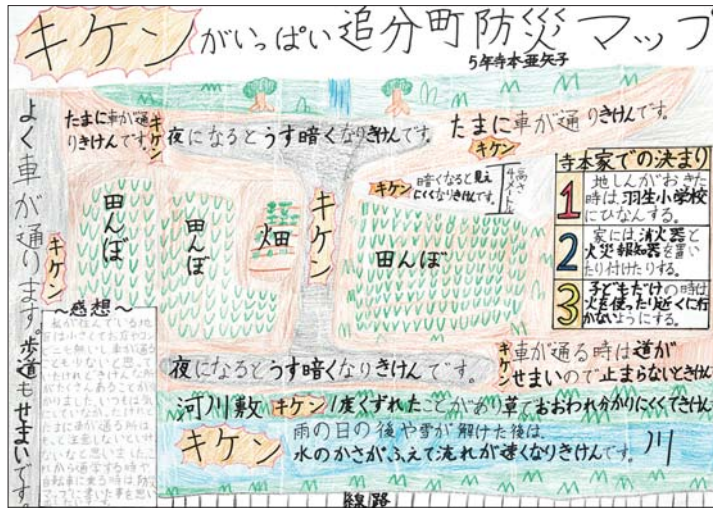 キケンがいっぱい追分町防災マップ
5年寺本亜矢子
よく車が通ります。歩道もせまいです。
キケン
たまに車が通
りきけんです。
キケン
夜になるとうす暗くなりきけんです。
たまに車が通りきけんです。
キケン
キケン
暗くなると見え
にくくなりきけんです。
高さ
4メートル
寺本家での決まり
1
地しんがおきた
時は、羽生小学校
にひなんする。
2
家には、消火器と
火災報知器を置い
たり付けたりする。
3
子どもだけの時は
火を使ったり近くに行
かないようにする。
田んぼ
田んぼ
畑
キケン
田んぼ
夜になるとうす暗くなりきけんです。
キケン
車が通る時は道が
せまいので止まらないときけん
河川敷
キケン
1度くずれたことがあり草でおおわれ分かりにくくてきけん
キケン
雨の日の後や雪が解けた後は、
水のかさが、ふえて流れが速くなりきけんです。
川
線路
〜感想〜
私が住んでいる地